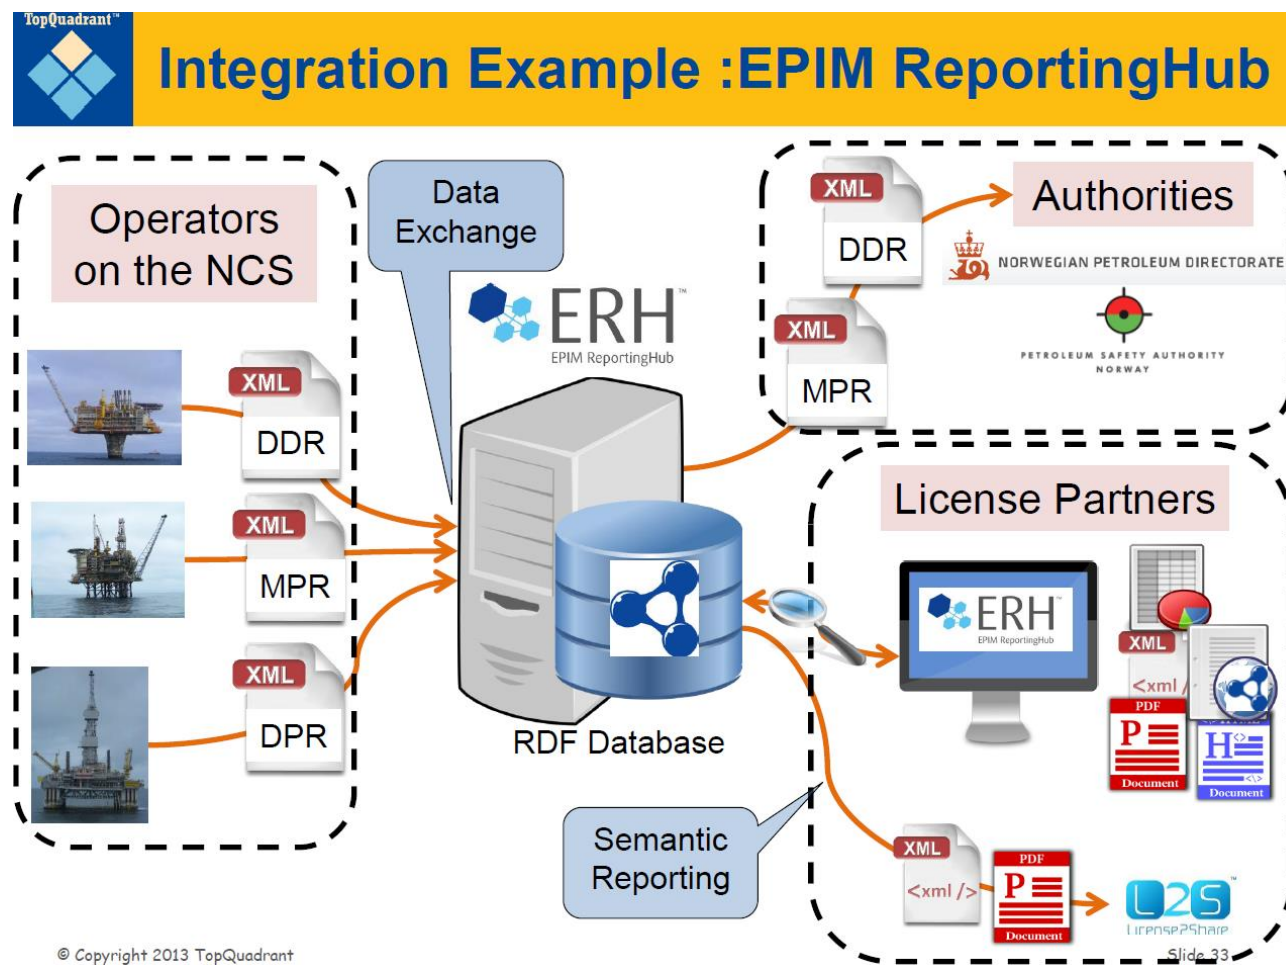 TopQuadrant™
Integration Example :EPIM ReportingHub
Operators
on the NCS
XML
DDR
XML
MPR
XML
DPR
Data
Exchange
ERH™
EPIM ReportingHub
RDF Database
Semantic
Reporting
XML
DDR
XML
MPR
Authorities
NORWEGIAN PETROLEUM DIRECTORATE
PETROLEUM SAFETY AUTHORITY
NORWAY
License Partners
ERH™
EPIM ReportingHub
XML
<xml /
PDF
P
Document
H
Document
XML
<xml />
PDF
P
Document
L2S™
License2Share
© Copyright 2013 TopQuadrant
Slide 33